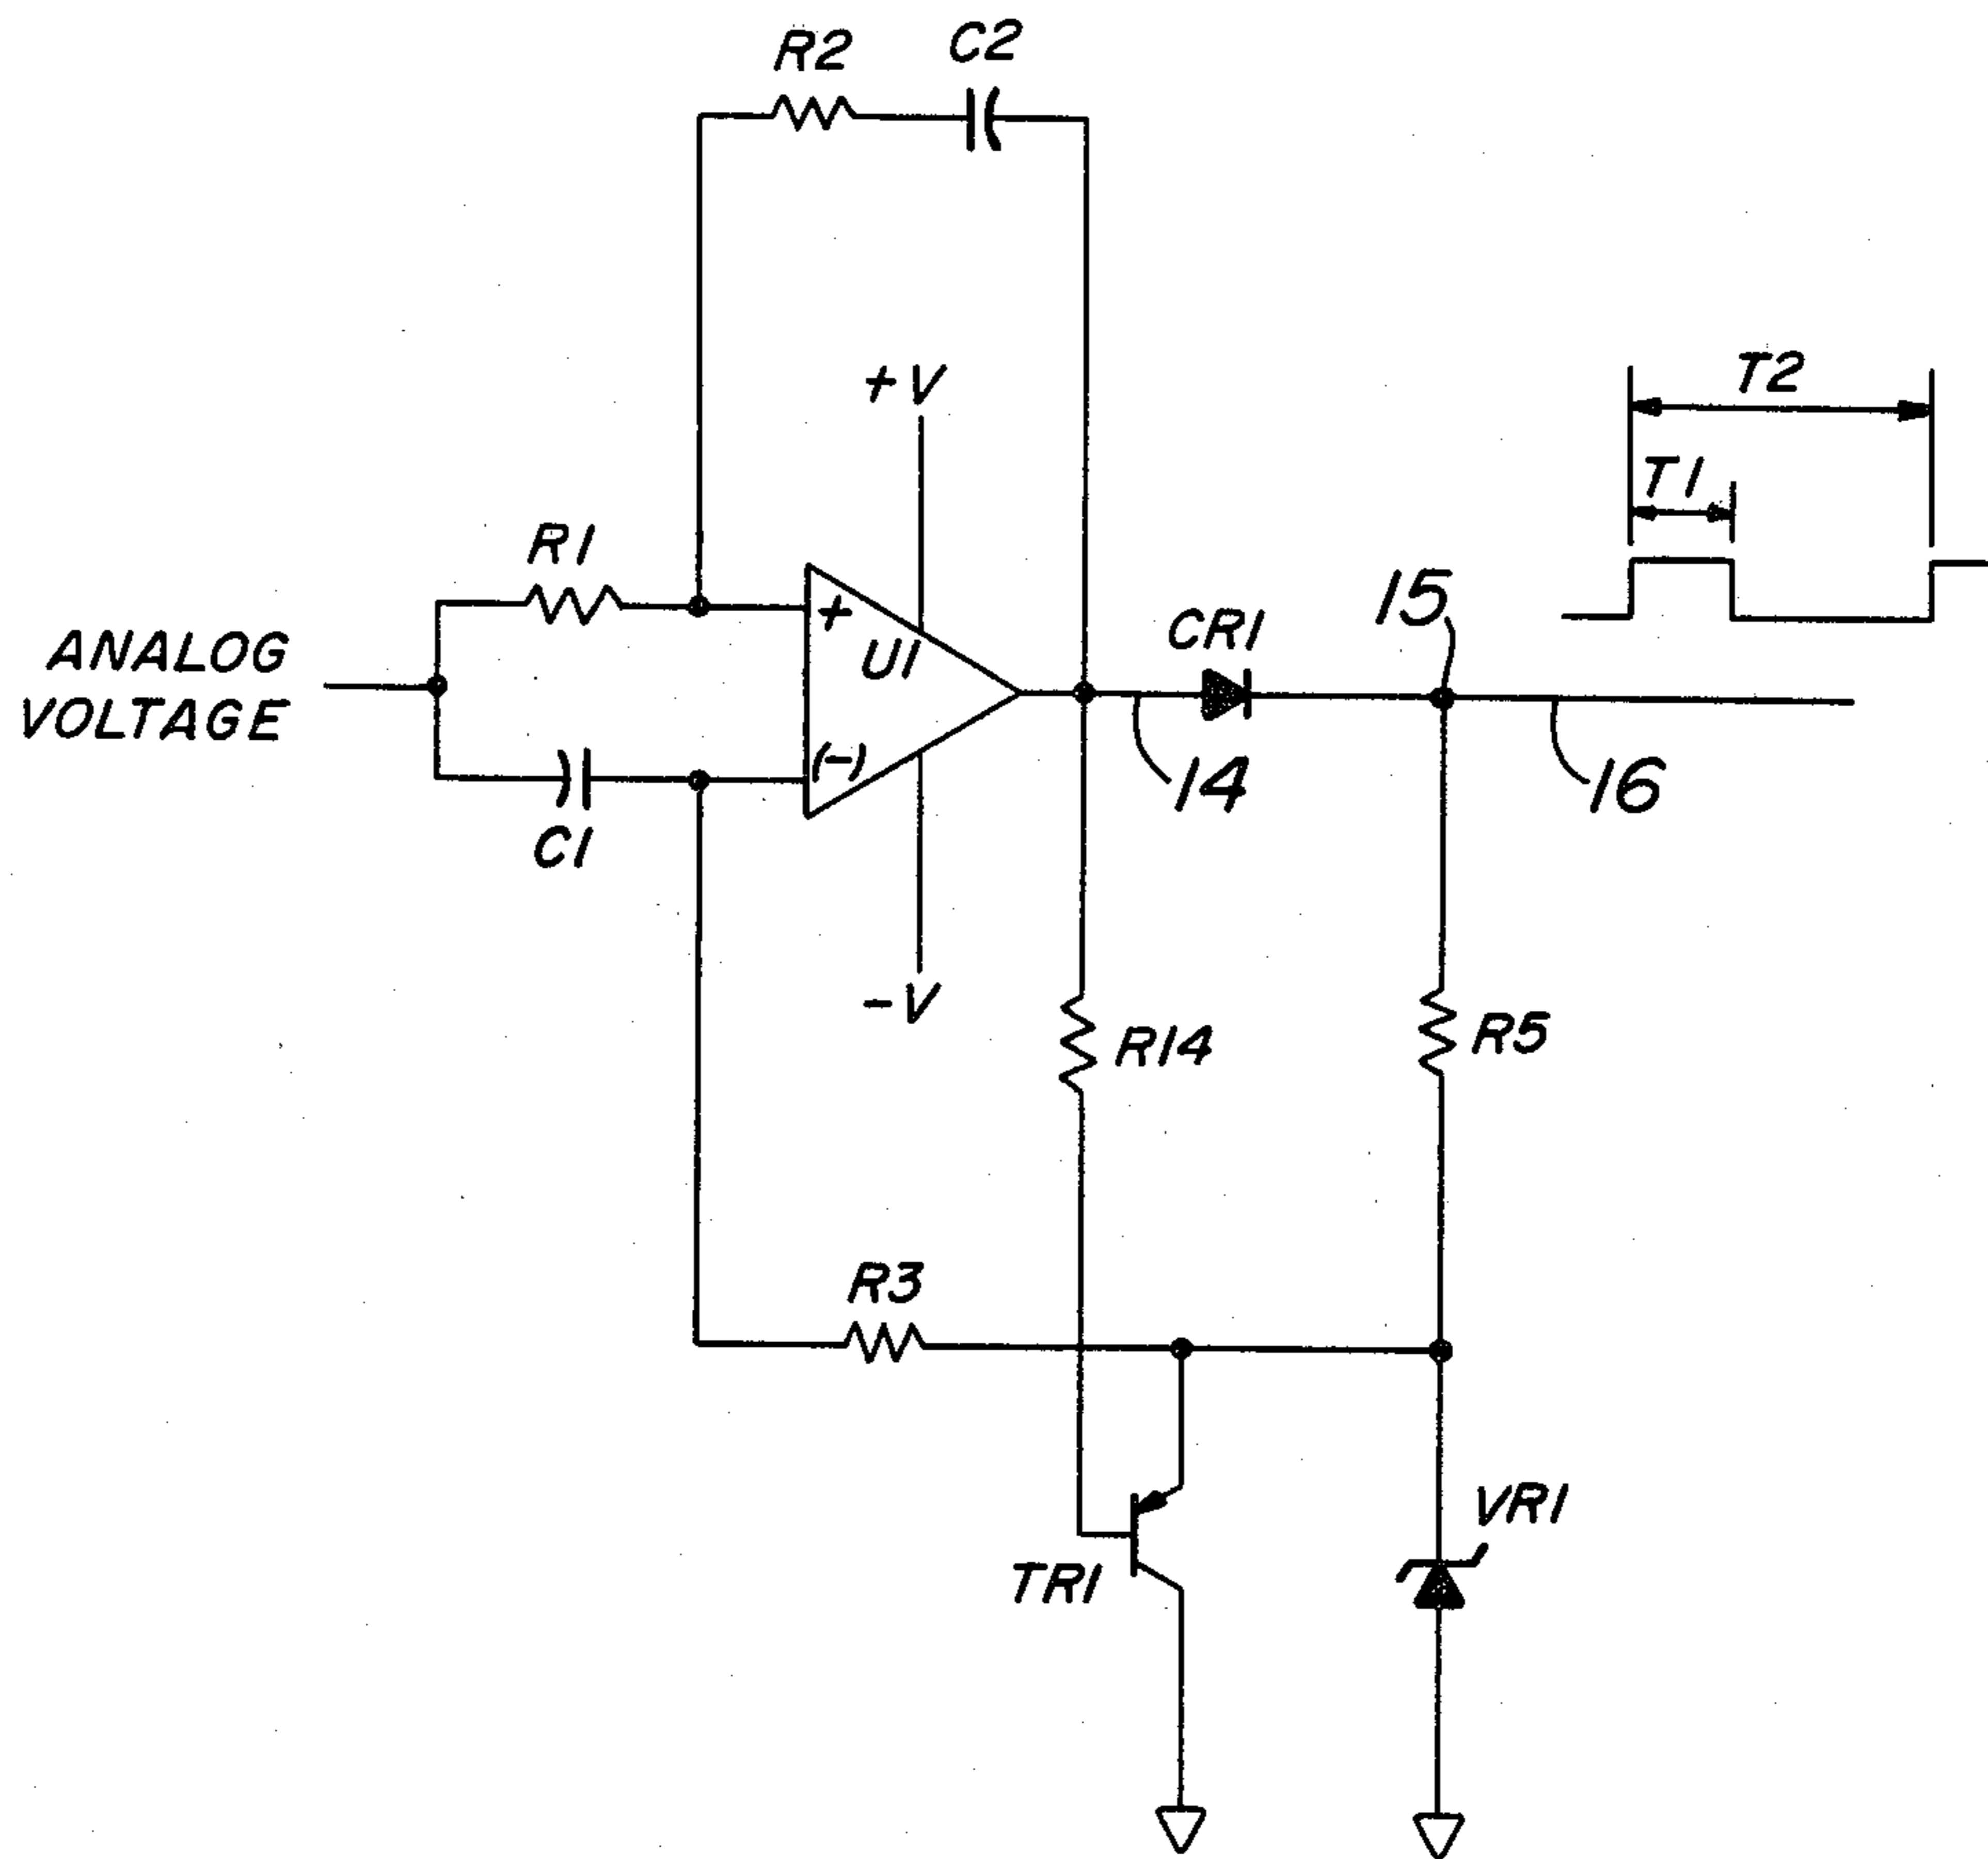 R2
C2
+V
T2
T1
R1
15
ANALOG
VOLTAGE
+
U1
CR1
(-)
14
16
C1
-V
R14
R5
R3
VR1
TR1